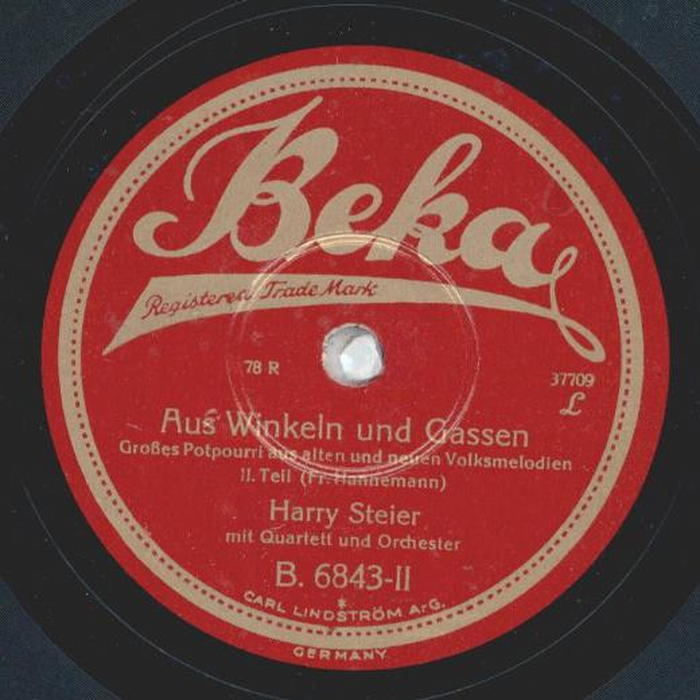 Beka
Registered Trade Mark
78 R
37709
L
Aus Winkeln und Gassen
Großes Potpourri aus alten und neuen Volksmelodien
II. Teil (Fr. Hannemann)
Harry Steier
mit Quartett und Orchester
B. 6843-II
*
CARL LINDSTRÖM A.G.
GERMANY